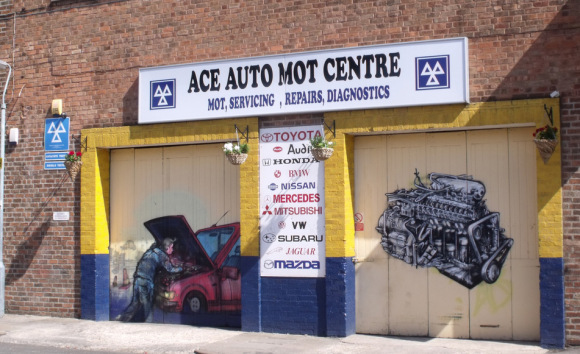 ACE AUTO MOT CENTRE
MOT, SERVICING , REPAIRS, DIAGNOSTICS
TOYOTA
Audi
HONDA
BMW
NISSAN
MERCEDES
MITSUBISHI
VW
SUBARU
JAGUAR
mazda